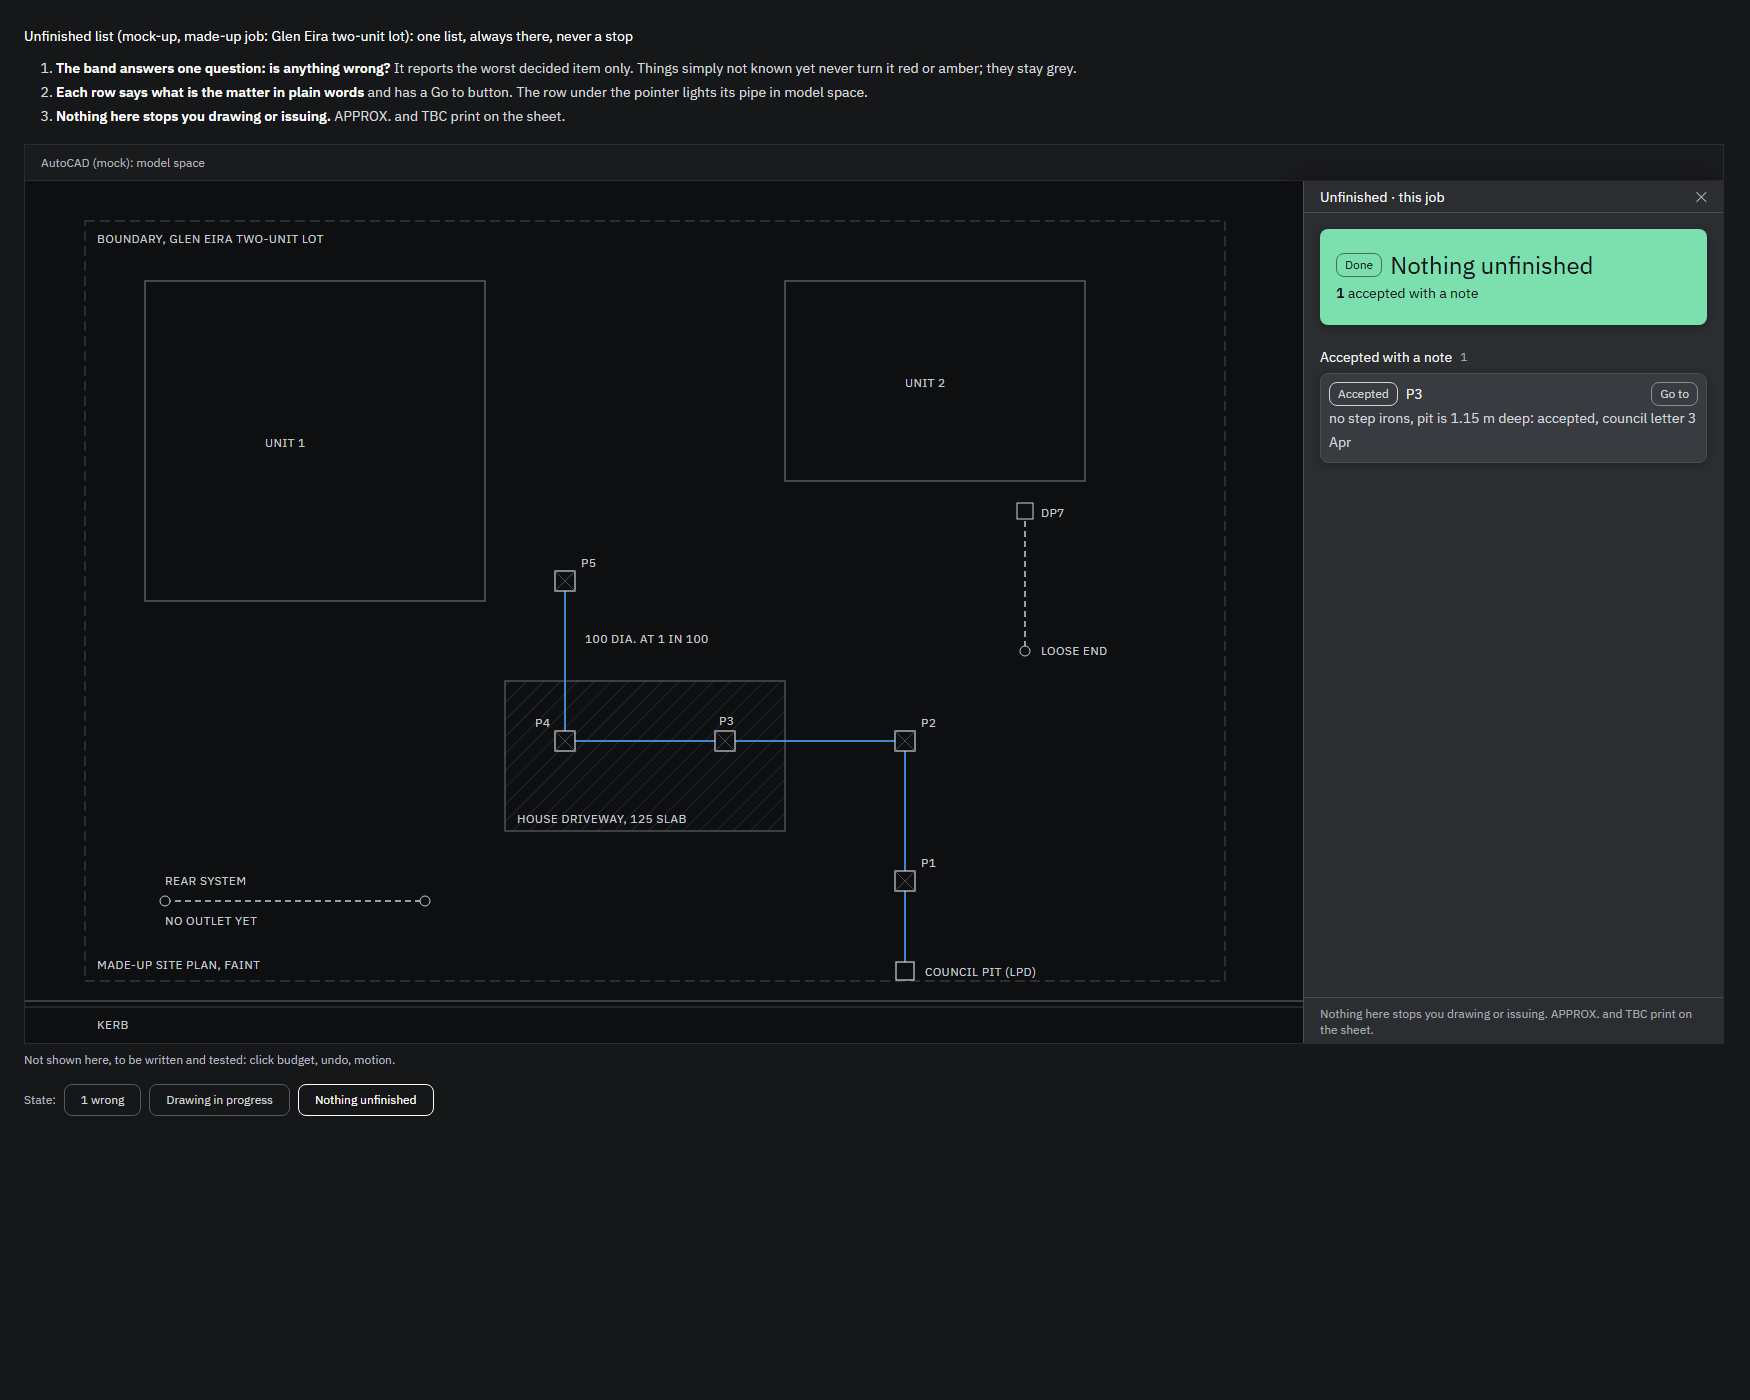 Unfinished list (mock-up, made-up job: Glen Eira two-unit lot): one list, always there, never a stop
1. The band answers one question: is anything wrong? It reports the worst decided item only. Things simply not known yet never turn it red or amber; they stay grey.
2. Each row says what is the matter in plain words and has a Go to button. The row under the pointer lights its pipe in model space.
3. Nothing here stops you drawing or issuing. APPROX. and TBC print on the sheet.
AutoCAD (mock): model space
BOUNDARY, GLEN EIRA TWO-UNIT LOT
UNIT 1
UNIT 2
DP7
LOOSE END
P5
100 DIA. AT 1 IN 100
P4
P3
P2
HOUSE DRIVEWAY, 125 SLAB
P1
REAR SYSTEM
NO OUTLET YET
MADE-UP SITE PLAN, FAINT
COUNCIL PIT (LPD)
KERB
Unfinished · this job
Done Nothing unfinished
1 accepted with a note
Accepted with a note 1
Accepted P3 Go to
no step irons, pit is 1.15 m deep: accepted, council letter 3
Apr
Nothing here stops you drawing or issuing. APPROX. and TBC print on
the sheet.
Not shown here, to be written and tested: click budget, undo, motion.
State: 1 wrong Drawing in progress Nothing unfinished